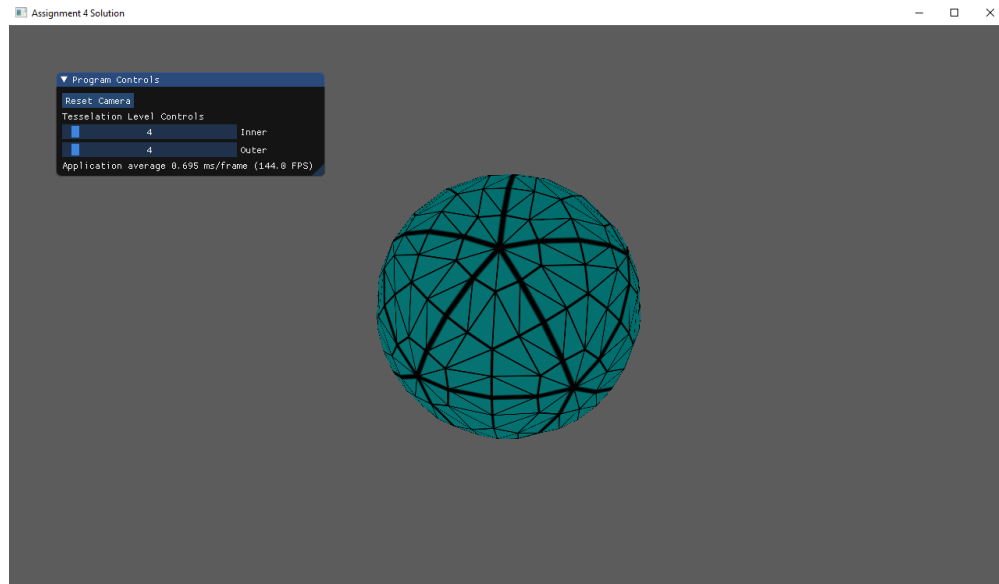 Assignment 4 Solution
Program Controls
Reset Camera
Tesselation Level Controls
4 Inner
4 Outer
Application average 0.695 ms/frame (144.0 FPS)